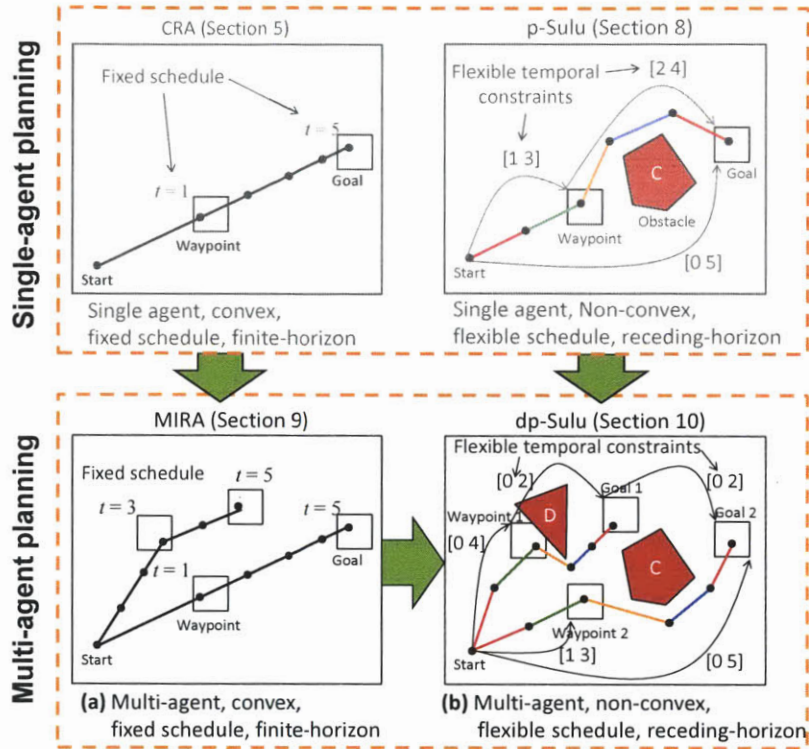 Single-agent planning
CRA (Section 5)
Fixed schedule
t = 5
t = 1
Goal
Waypoint
Start
Single agent, convex,
fixed schedule, finite-horizon
p-Sulu (Section 8)
Flexible temporal
constraints
[2 4]
[1 3]
C
Goal
Waypoint
Obstacle
Start
[0 5]
Single agent, Non-convex,
flexible schedule, receding-horizon
Multi-agent planning
MIRA (Section 9)
Fixed schedule
t = 5
t = 3
t = 5
t = 1
Goal
Waypoint
Start
(a) Multi-agent, convex,
fixed schedule, finite-horizon
dp-Sulu (Section 10)
Flexible temporal constraints
[0 2]
[0 2]
Goal 1
Waypoint 1
D
Goal 2
[0 4]
C
Waypoint 2
Start
[1 3]
[0 5]
(b) Multi-agent, non-convex,
flexible schedule, receding-horizon